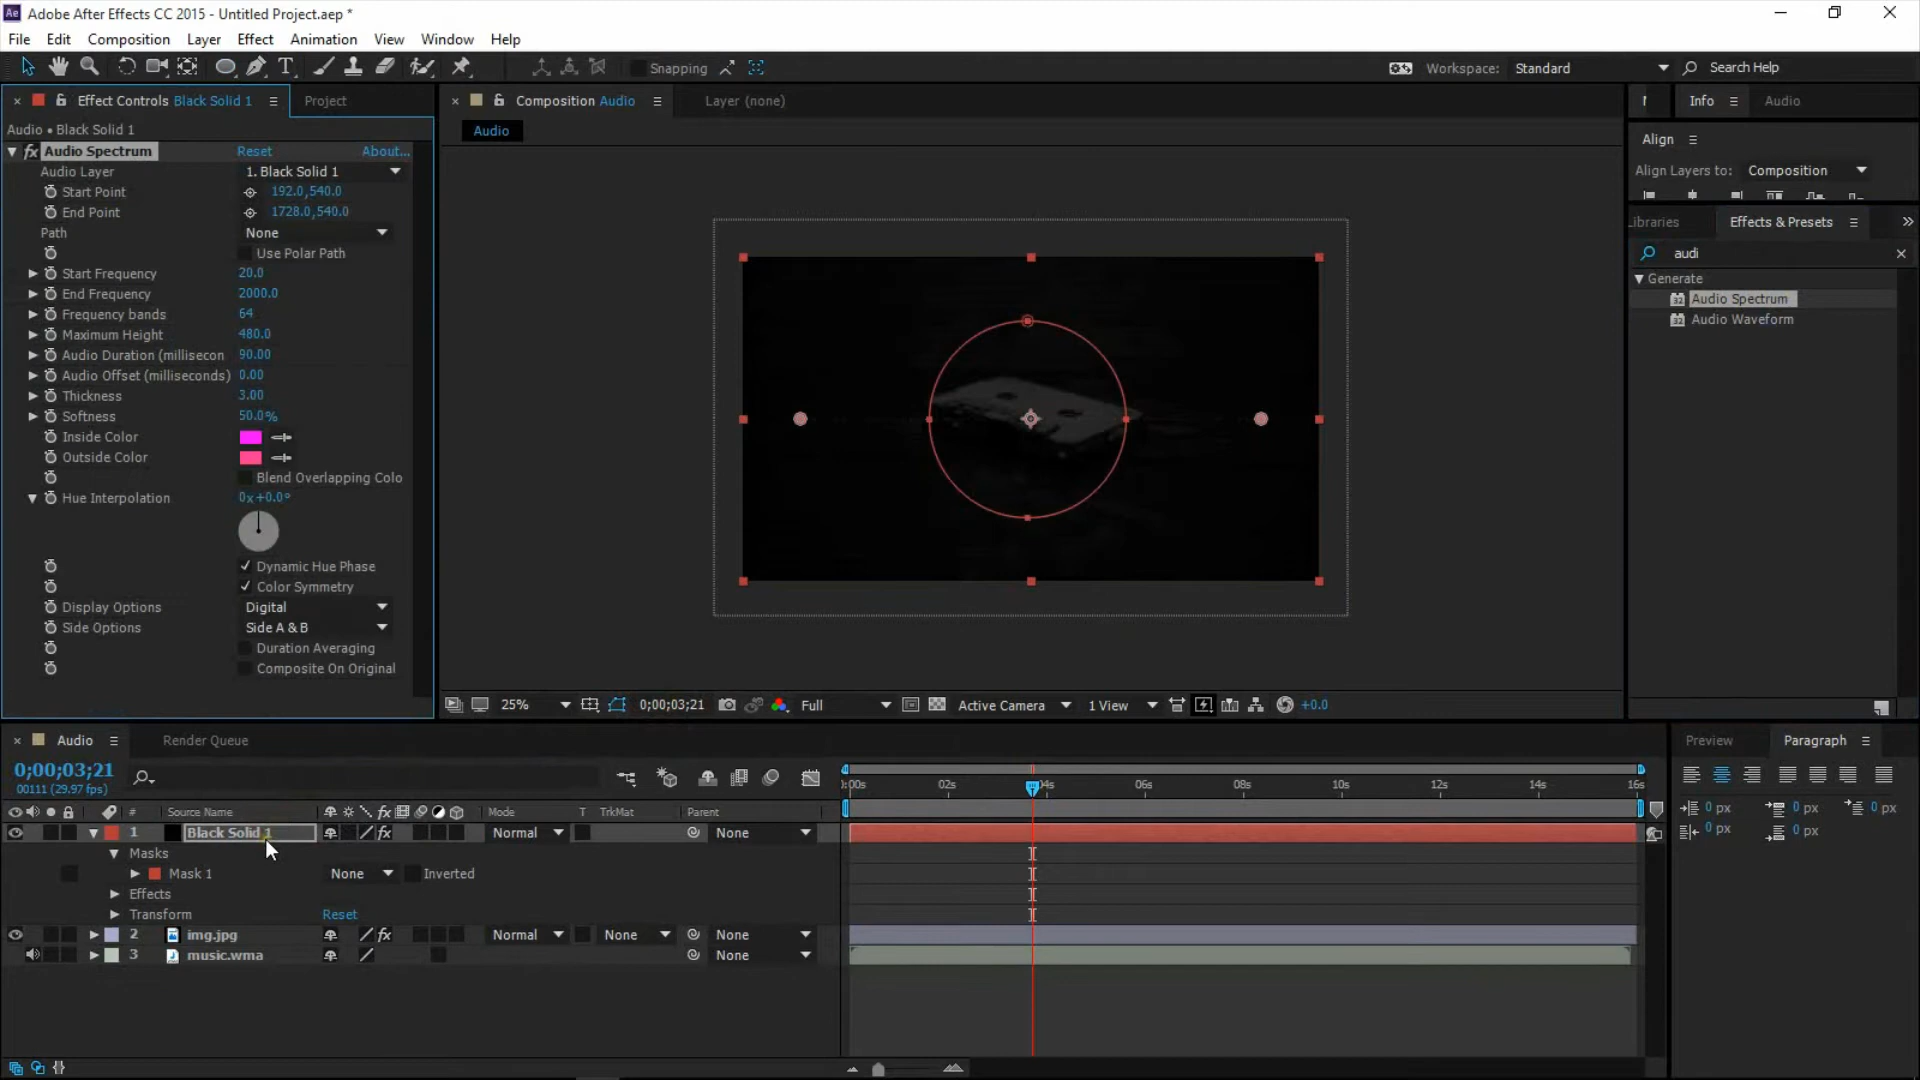 Adobe After Effects CC 2015 - Untitled Project.aep *
File Edit Composition Layer Effect Animation View Window Help
Snapping
Workspace: Standard
Search Help
Effect Controls Black Solid 1
Project
Composition Audio
Layer (none)
Info
Audio
Audio • Black Solid 1
Audio
Align
Audio Spectrum Reset About...
Audio Layer 1. Black Solid 1
Align Layers to: Composition
Start Point 192.0,540.0
End Point 1728.0,540.0
Libraries Effects & Presets
Path None
Use Polar Path
audi
Start Frequency 20.0
Generate
End Frequency 2000.0
Audio Spectrum
Frequency bands 64
Audio Waveform
Maximum Height 480.0
Audio Duration (millisecon 90.00
Audio Offset (milliseconds) 0.00
Thickness 3.00
Softness 50.0%
Inside Color
Outside Color
Blend Overlapping Colo
Hue Interpolation 0x+0.0°
Dynamic Hue Phase
Color Symmetry
Display Options Digital
Side Options Side A & B
Duration Averaging
Composite On Original
25% 0;00;03;21 Full Active Camera 1 View +0.0
Audio
Render Queue
Preview
Paragraph
0;00;03;21
00111 (29.97 fps)
:00s 02s 04s 06s 08s 10s 12s 14s 16s
# Source Name Mode T TrkMat Parent
0 px 0 px 0 px
0 px 0 px
1 Black Solid 1 Normal None
Masks
Mask 1 None Inverted
Effects
Transform Reset
2 img.jpg Normal None None
3 music.wma None